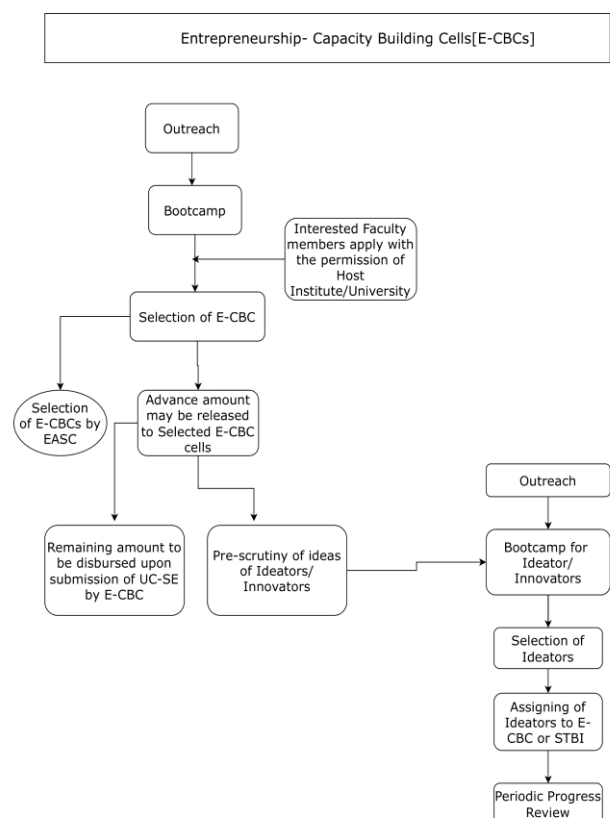 Entrepreneurship- Capacity Building Cells[E-CBCs]
Outreach
Bootcamp
Interested Faculty
members apply with
the permission of
Host
Institute/University
Selection of E-CBC
Selection
of E-CBCs by
EASC
Advance amount
may be released
to Selected E-CBC
cells
Remaining amount to
be disbursed upon
submission of UC-SE
by E-CBC
Pre-scrutiny of ideas
of Ideators/
Innovators
Outreach
Bootcamp for
Ideator/
Innovators
Selection of
Ideators
Assigning of
Ideators to E-
CBC or STBI
Periodic Progress
Review